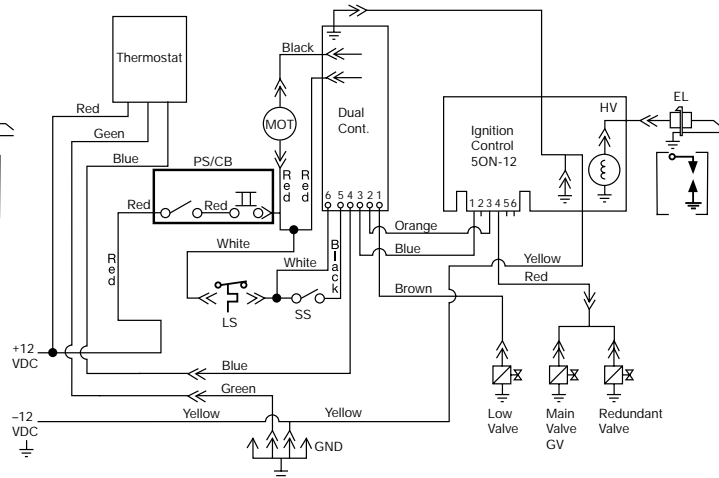 Thermostat
Red
Geen
Blue
PS/CB
Red
Red
Red
Black
MOT
Red
Red
Dual
Cont.
6 5 4 3 2 1
White
White
LS
SS
Black
Orange
Blue
Brown
Ignition
Control
5ON-12
HV
EL
1 2 3 4 5 6
Yellow
Red
+12
VDC
Blue
Green
–12
VDC
Yellow
Yellow
GND
Low
Valve
Main
Valve
GV
Redundant
Valve